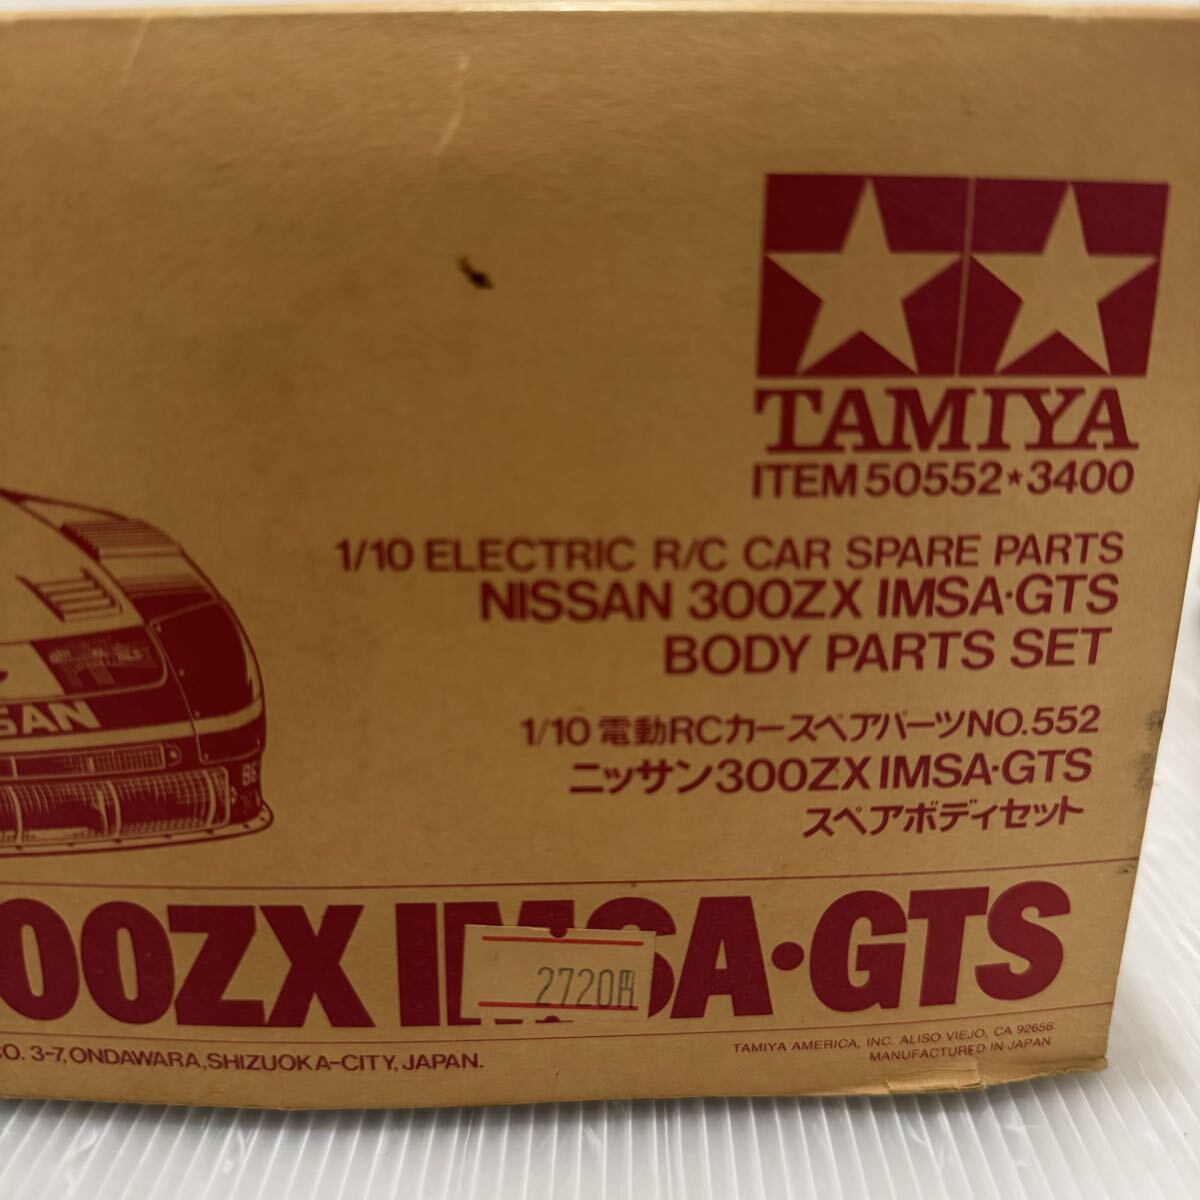 TAMIYA
ITEM 50552★3400
1/10 ELECTRIC R/C CAR SPARE PARTS
NISSAN 300ZX IMSA·GTS
BODY PARTS SET
1/10 電動RCカースペアパーツNO.552
ニッサン300ZX IMSA·GTS
スペアボディセット
SAN
00ZX IMSA·GTS
2720円
CO. 3-7, ONDAWARA, SHIZUOKA-CITY, JAPAN.
TAMIYA AMERICA, INC. ALISO VIEJO, CA 92656
MANUFACTURED IN JAPAN